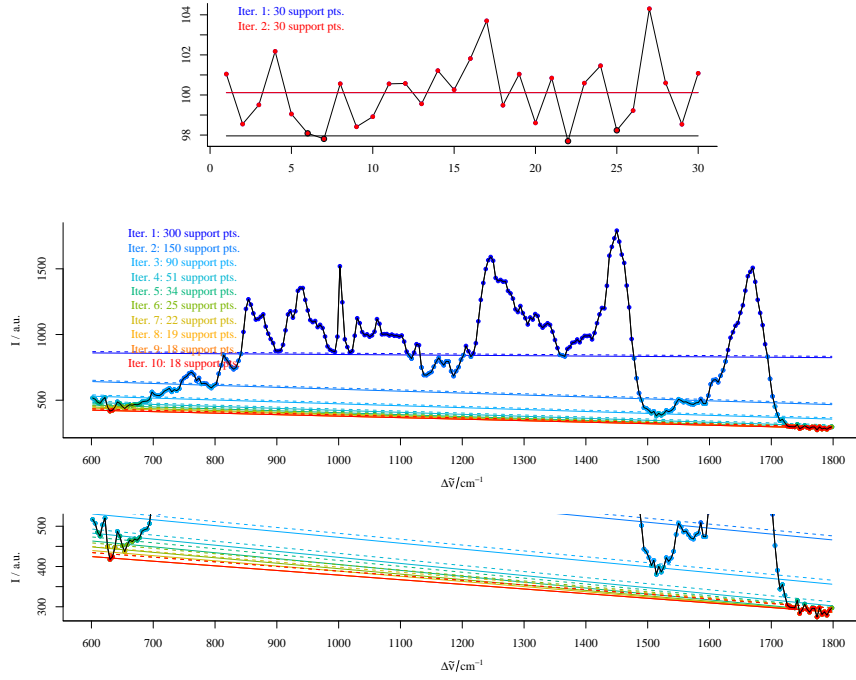 Iter. 1: 30 support pts.
Iter. 2: 30 support pts.
98 100 102 104
0 5 10 15 20 25 30
Iter. 1: 300 support pts.
Iter. 2: 150 support pts.
Iter. 3: 90 support pts.
Iter. 4: 51 support pts.
Iter. 5: 34 support pts.
Iter. 6: 25 support pts.
Iter. 7: 22 support pts.
Iter. 8: 19 support pts.
Iter. 9: 18 support pts.
Iter. 10: 18 support pts.
I / a.u.
500 1000 1500
600 700 800 900 1000 1100 1200 1300 1400 1500 1600 1700 1800
Δν̃/cm⁻¹
I / a.u.
300 400 500
600 700 800 900 1000 1100 1200 1300 1400 1500 1600 1700 1800
Δν̃/cm⁻¹